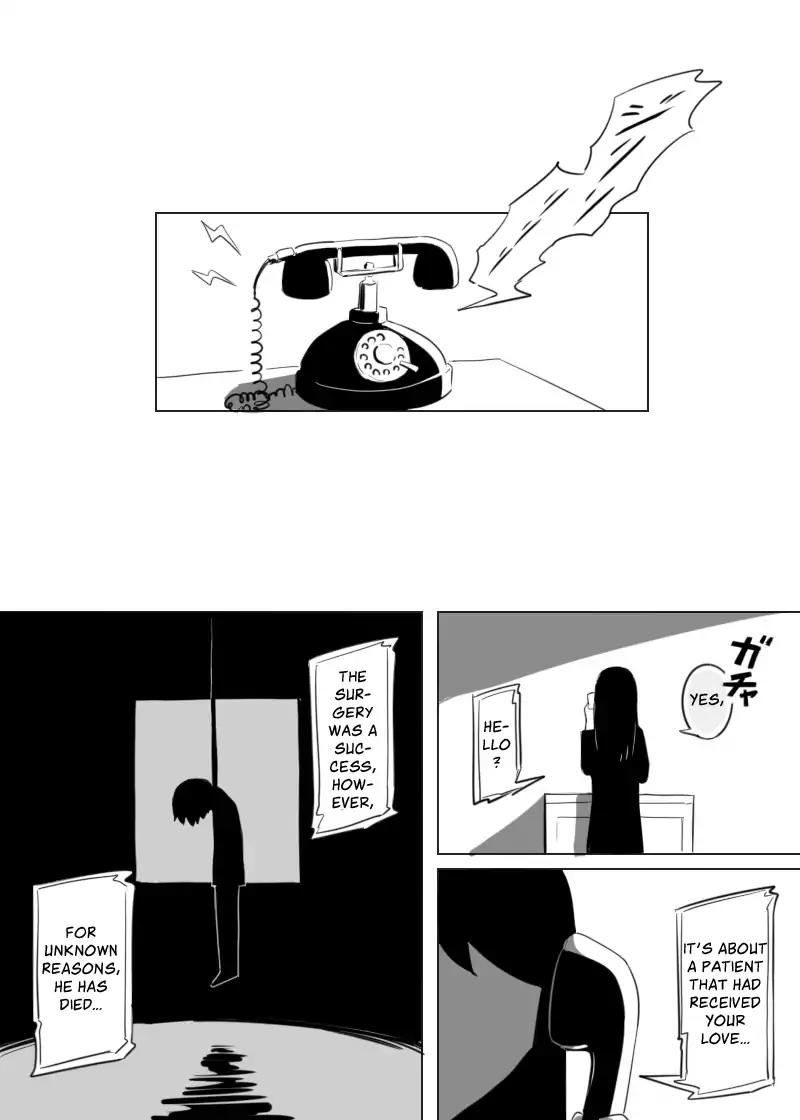 ガチャ
YES,
HE-
LLO
?
IT'S ABOUT
A PATIENT
THAT HAD
RECEIVED
YOUR
LOVE...
THE
SUR-
GERY
WAS A
SUC-
CESS,
HOW-
EVER,
FOR
UNKNOWN
REASONS,
HE HAS
DIED...